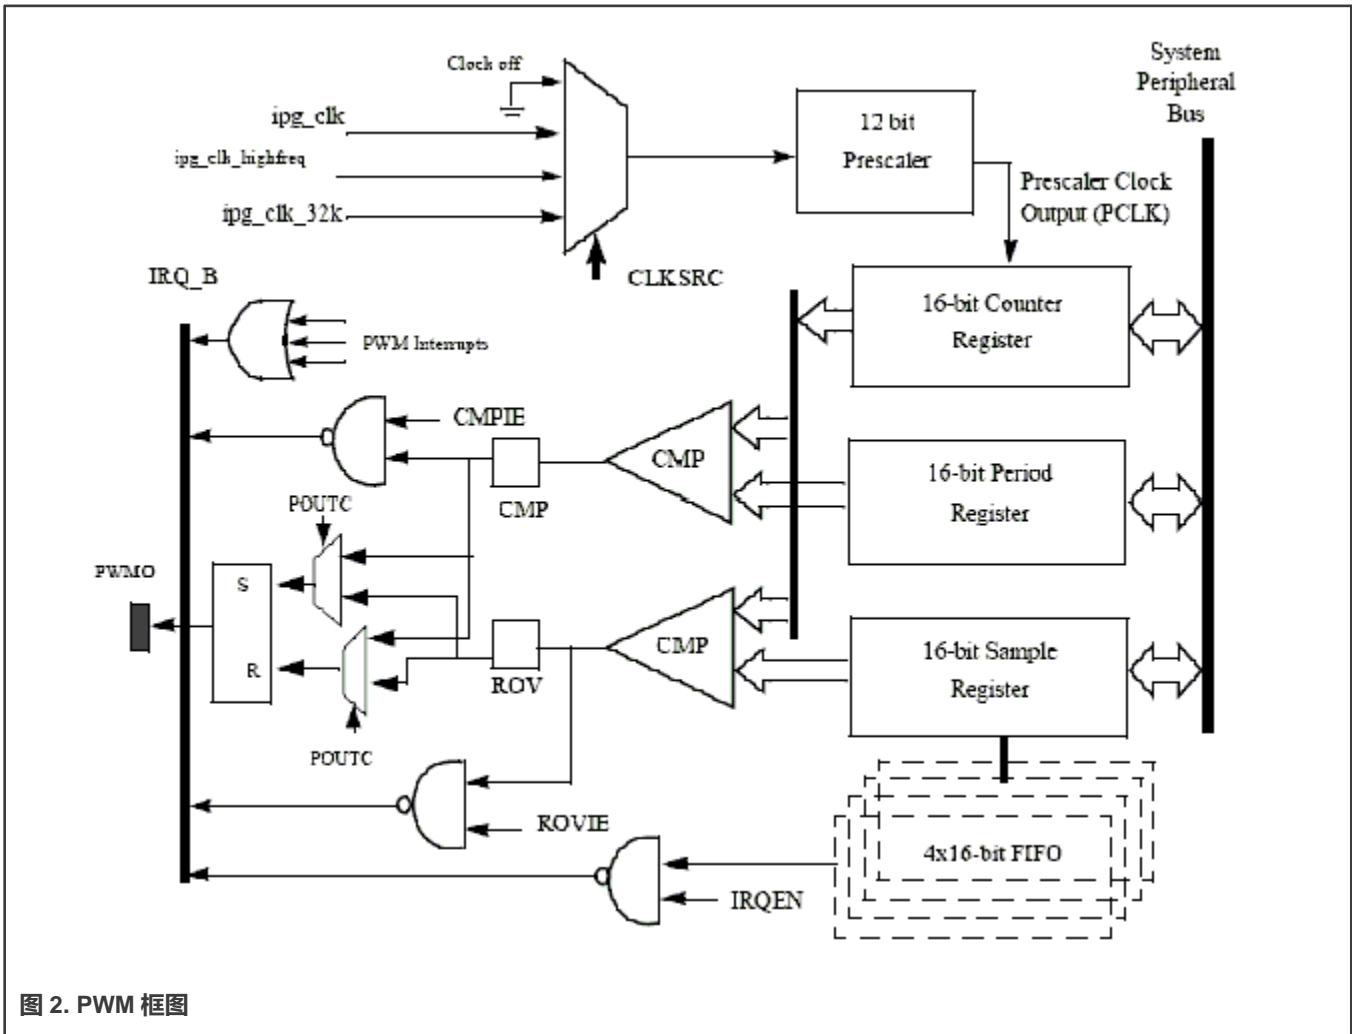 System
Peripheral
Bus
Clock off
ipg_clk
ipg_clk_highfreq
ipg_clk_32k
12 bit
Prescaler
Prescaler Clock
Output (PCLK)
CLKSRC
IRQ_B
16-bit Counter
Register
PWM Interrupts
CMPIE
CMP
CMP
16-bit Period
Register
POUTC
PWMO
S
R
ROV
CMP
16-bit Sample
Register
POUTC
ROVIE
4x16-bit FIFO
IRQEN
图 2. PWM 框图